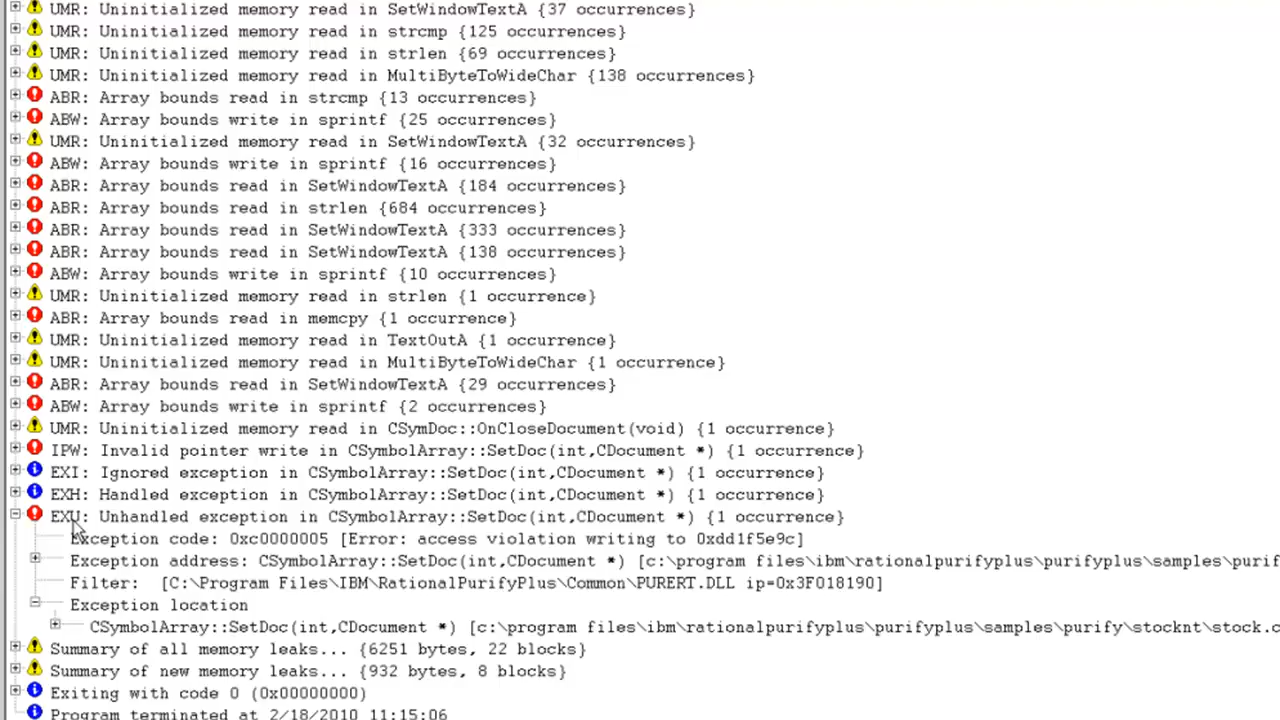 UMR: Uninitialized memory read in SetWindowTextA {37 occurrences}
UMR: Uninitialized memory read in strcmp {125 occurrences}
UMR: Uninitialized memory read in strlen {69 occurrences}
UMR: Uninitialized memory read in MultiByteToWideChar {138 occurrences}
ABR: Array bounds read in strcmp {13 occurrences}
ABW: Array bounds write in sprintf {25 occurrences}
UMR: Uninitialized memory read in SetWindowTextA {32 occurrences}
ABW: Array bounds write in sprintf {16 occurrences}
ABR: Array bounds read in SetWindowTextA {184 occurrences}
ABR: Array bounds read in strlen {684 occurrences}
ABR: Array bounds read in SetWindowTextA {333 occurrences}
ABR: Array bounds read in SetWindowTextA {138 occurrences}
ABW: Array bounds write in sprintf {10 occurrences}
UMR: Uninitialized memory read in strlen {1 occurrence}
ABR: Array bounds read in memcpy {1 occurrence}
UMR: Uninitialized memory read in TextOutA {1 occurrence}
UMR: Uninitialized memory read in MultiByteToWideChar {1 occurrence}
ABR: Array bounds read in SetWindowTextA {29 occurrences}
ABW: Array bounds write in sprintf {2 occurrences}
UMR: Uninitialized memory read in CSymDoc::OnCloseDocument(void) {1 occurrence}
IPW: Invalid pointer write in CSymbolArray::SetDoc(int,CDocument *) {1 occurrence}
EXI: Ignored exception in CSymbolArray::SetDoc(int,CDocument *) {1 occurrence}
EXH: Handled exception in CSymbolArray::SetDoc(int,CDocument *) {1 occurrence}
EXU: Unhandled exception in CSymbolArray::SetDoc(int,CDocument *) {1 occurrence}
Exception code: 0xc0000005 [Error: access violation writing to 0xdd1f5e9c]
Exception address: CSymbolArray::SetDoc(int,CDocument *) [c:\program files\ibm\rationalpurifyplus\purifyplus\samples\purif
Filter: [C:\Program Files\IBM\RationalPurifyPlus\Common\PURERT.DLL ip=0x3F018190]
Exception location
CSymbolArray::SetDoc(int,CDocument *) [c:\program files\ibm\rationalpurifyplus\purifyplus\samples\purify\stocknt\stock.c
Summary of all memory leaks... {6251 bytes, 22 blocks}
Summary of new memory leaks... {932 bytes, 8 blocks}
Exiting with code 0 (0x00000000)
Program terminated at 2/18/2010 11:15:06